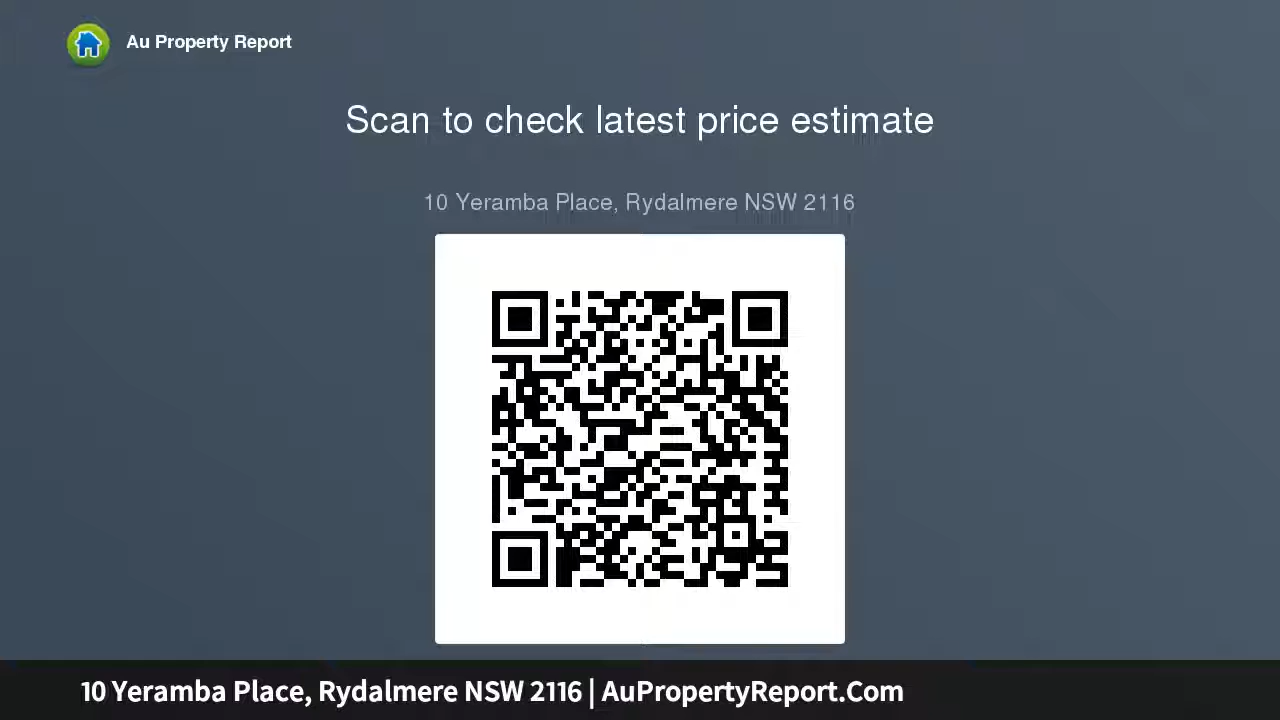 Au Property Report
Scan to check latest price estimate
10 Yeramba Place, Rydalmere NSW 2116
10 Yeramba Place, Rydalmere NSW 2116 | AuPropertyReport.Com